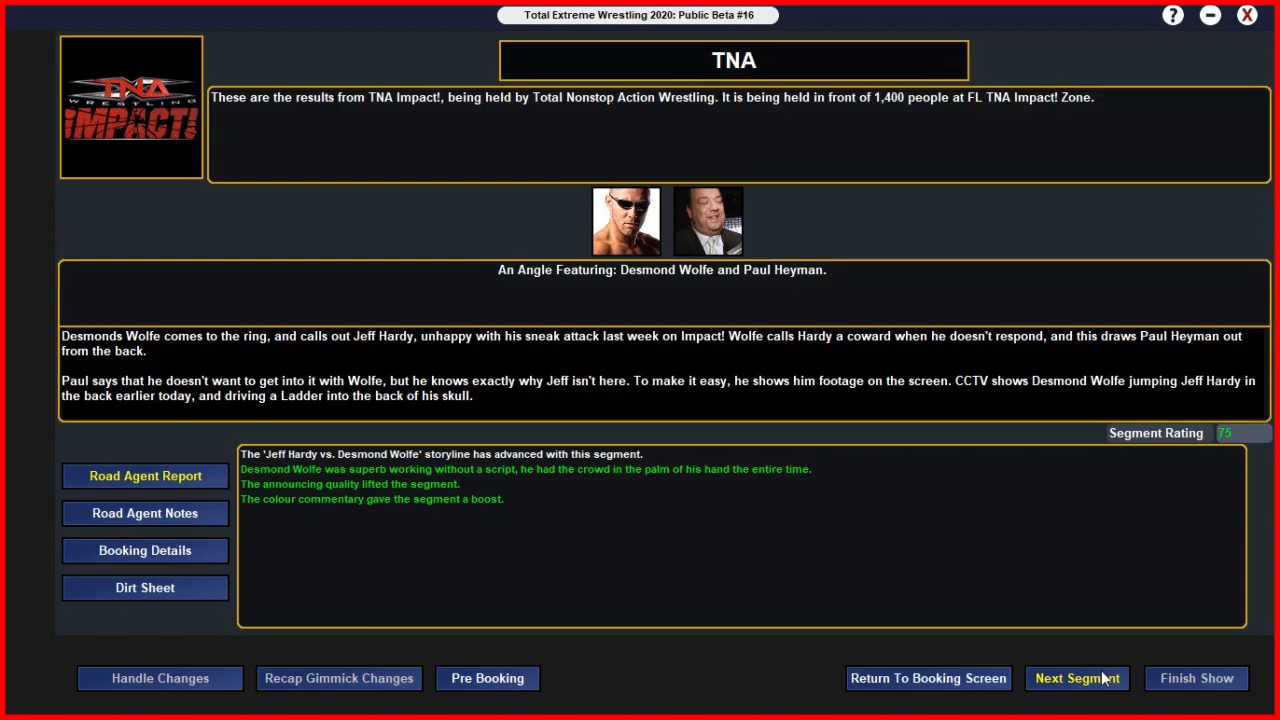 Total Extreme Wrestling 2020: Public Beta #16
?
X
TNA
WRESTLING
IMPACT!
TNA
These are the results from TNA Impact!, being held by Total Nonstop Action Wrestling. It is being held in front of 1,400 people at FL TNA Impact! Zone.
An Angle Featuring: Desmond Wolfe and Paul Heyman.
Desmonds Wolfe comes to the ring, and calls out Jeff Hardy, unhappy with his sneak attack last week on Impact! Wolfe calls Hardy a coward when he doesn't respond, and this draws Paul Heyman out
from the back.
Paul says that he doesn't want to get into it with Wolfe, but he knows exactly why Jeff isn't here. To make it easy, he shows him footage on the screen. CCTV shows Desmond Wolfe jumping Jeff Hardy in
the back earlier today, and driving a Ladder into the back of his skull.
Segment Rating 75
The 'Jeff Hardy vs. Desmond Wolfe' storyline has advanced with this segment.
Desmond Wolfe was superb working without a script, he had the crowd in the palm of his hand the entire time.
The announcing quality lifted the segment.
The colour commentary gave the segment a boost.
Road Agent Report
Road Agent Notes
Booking Details
Dirt Sheet
Handle Changes
Recap Gimmick Changes
Pre Booking
Return To Booking Screen
Next Segment
Finish Show